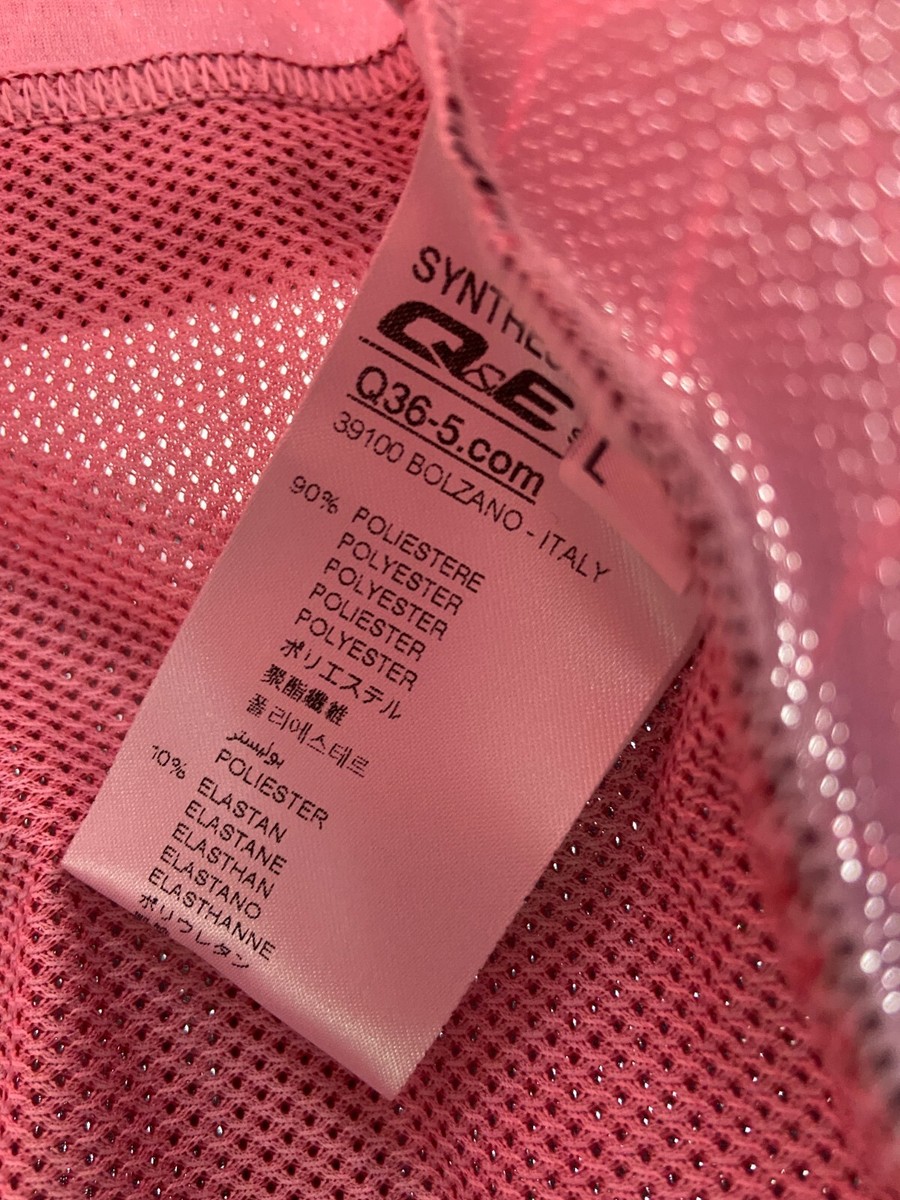 Q&E
Q36-5.com
39100 BOLZANO - ITALY
L
90% POLIESTERE
POLYESTER
POLYESTER
POLIESTER
POLYESTER
ポリエステル
聚酯纖維
폴리에스테르
بوليستر
POLIESTER
10% ELASTAN
ELASTANE
ELASTHAN
ELASTANO
ELASTHANNE
ポリウレタン